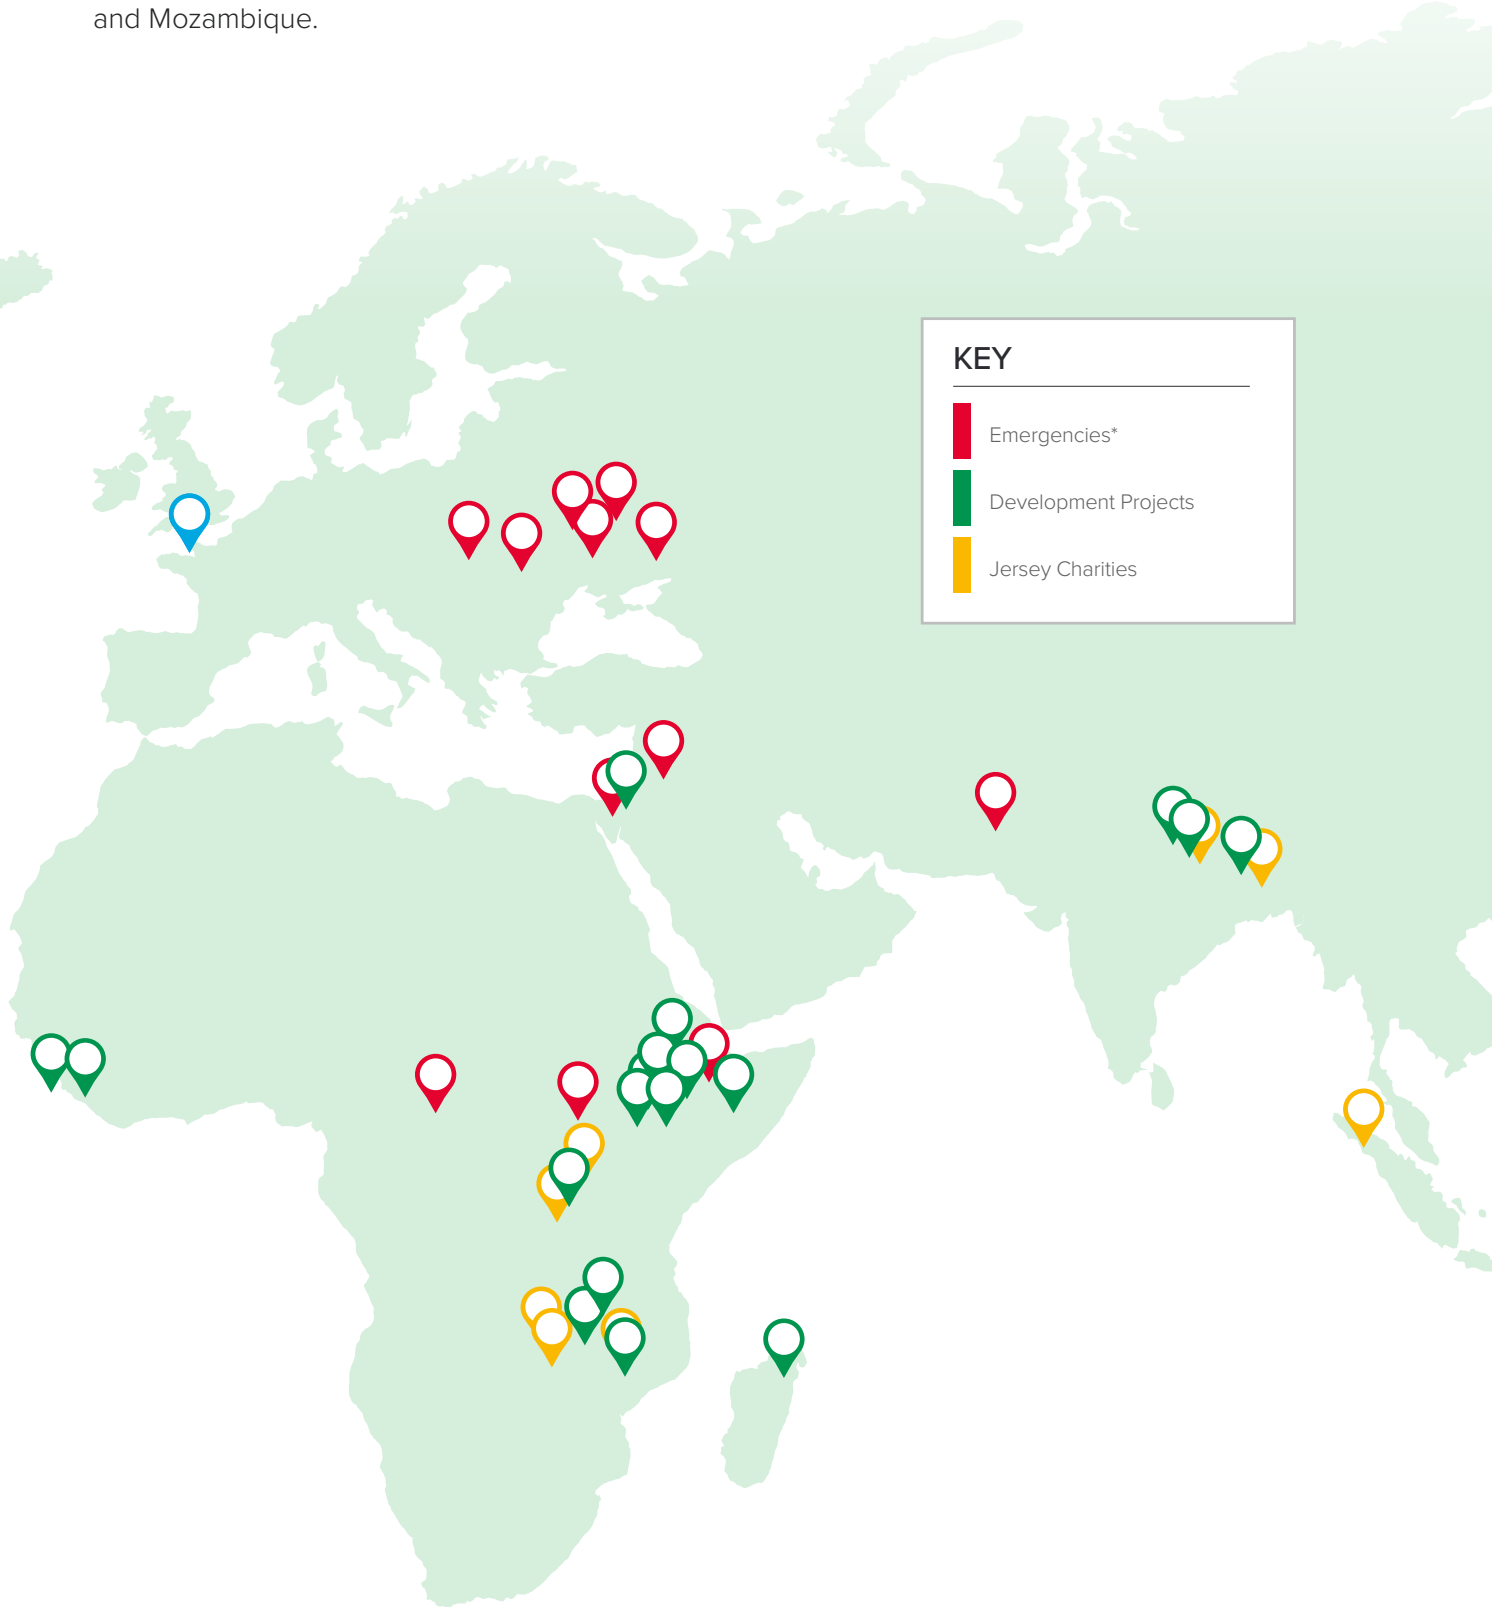 and Mozambique.
KEY
Emergencies*
Development Projects
Jersey Charities